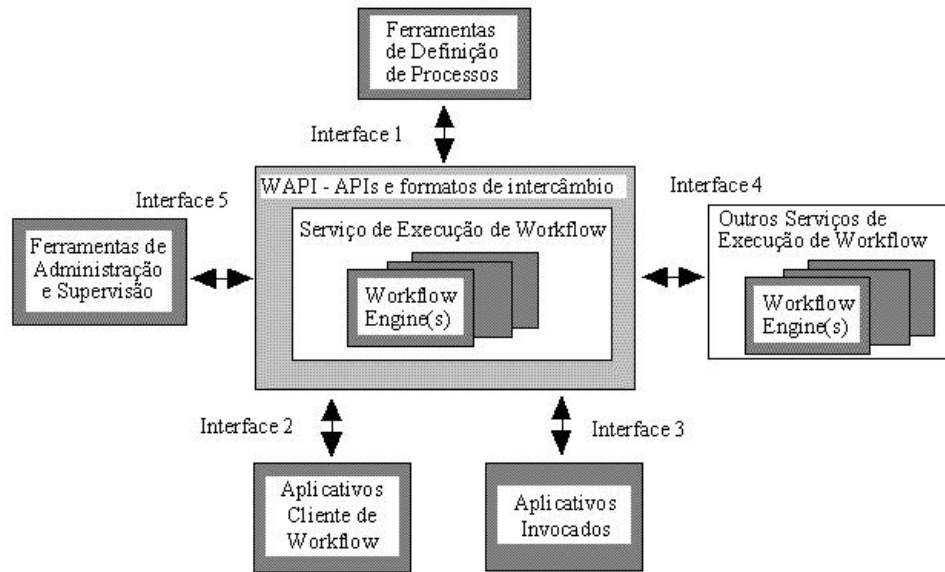 Ferramentas
de Definição
de Processos
Interface 1
WAPI - APIs e formatos de intercâmbio
Interface 4
Interface 5
Serviço de Execução de Workflow
Outros Serviços de
Execução de Workflow
Ferramentas de
Administração
e Supervisão
Workflow
Engine(s)
Workflow
Engine(s)
Interface 2
Interface 3
Aplicativos
Cliente de
Workflow
Aplicativos
Invocados